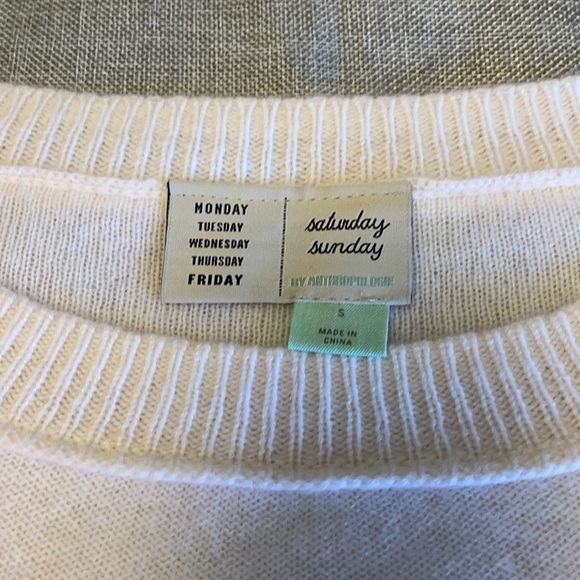 MONDAY
TUESDAY
WEDNESDAY
THURSDAY
FRIDAY
saturday
sunday
BY ANTHROPOLOGIE
S
MADE IN
CHINA